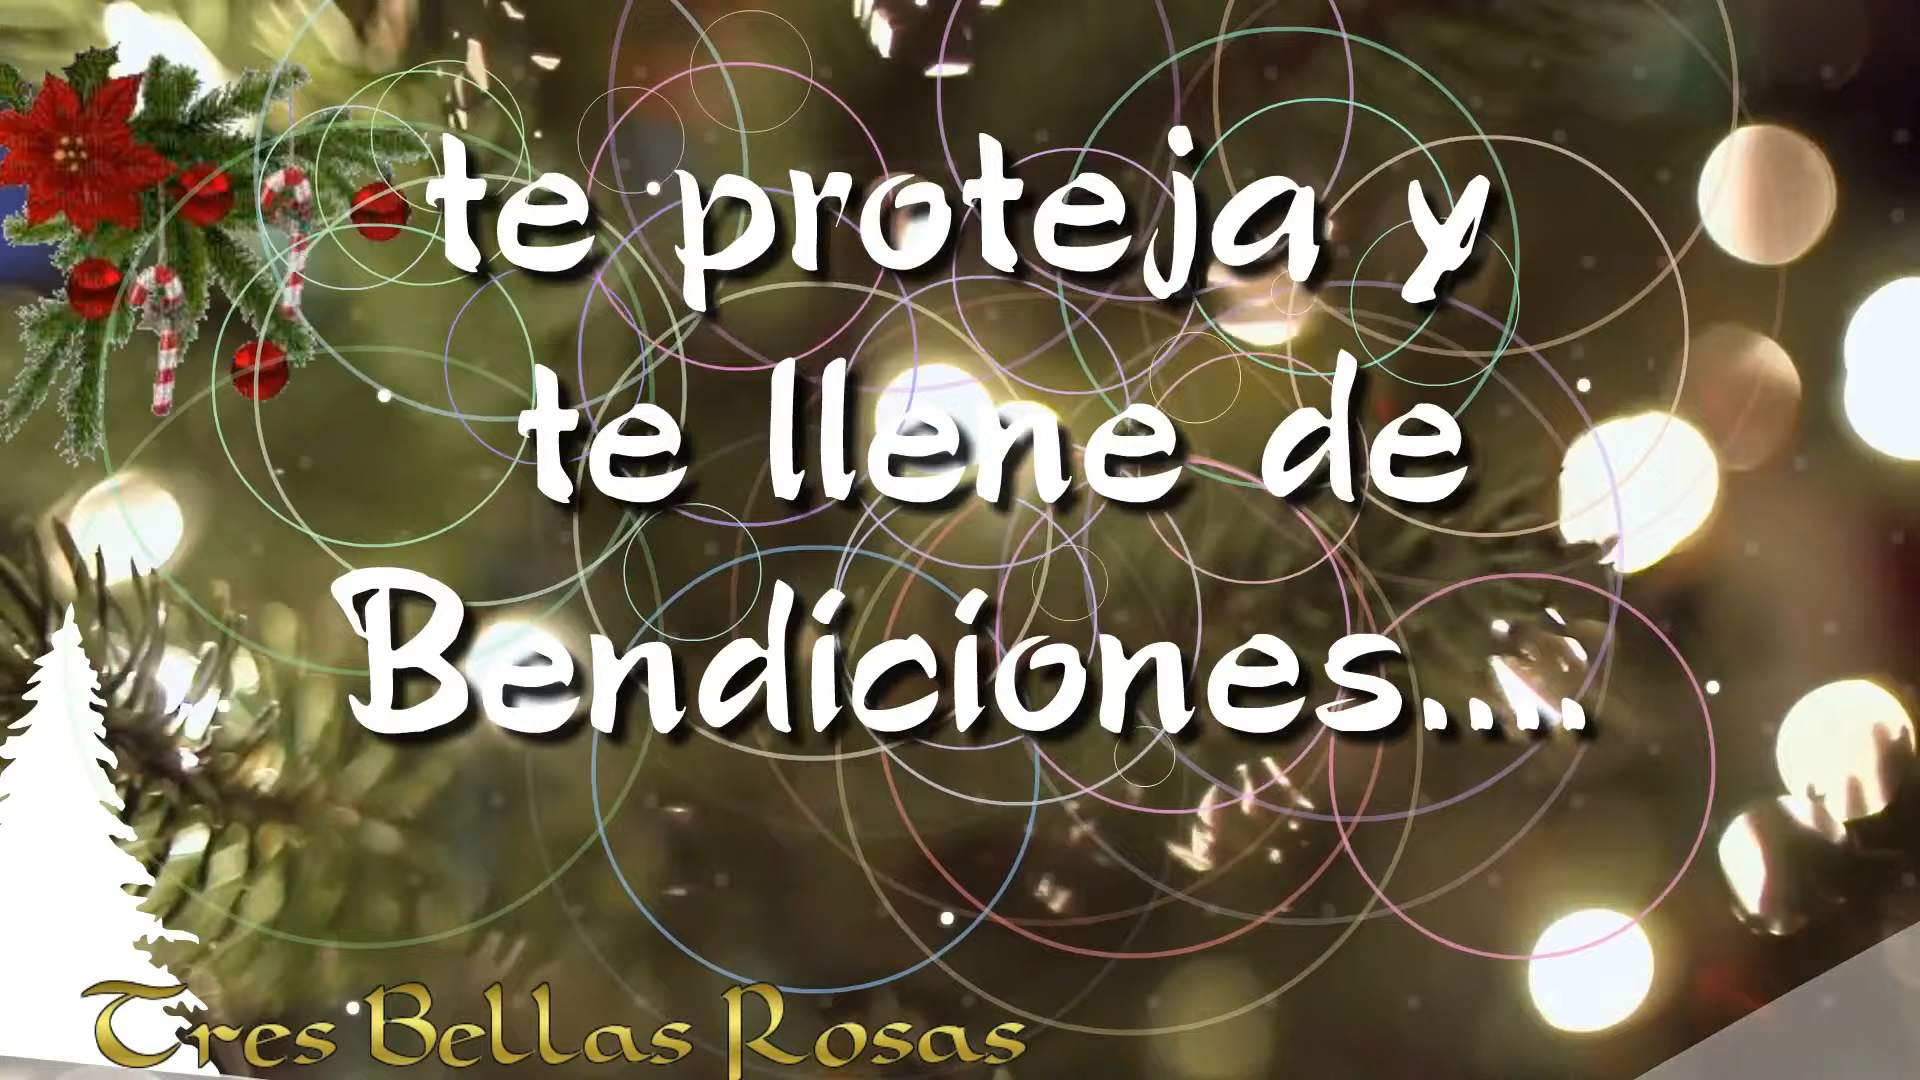 te proteja y
te llene de
Bendiciones....
Tres Bellas Rosas